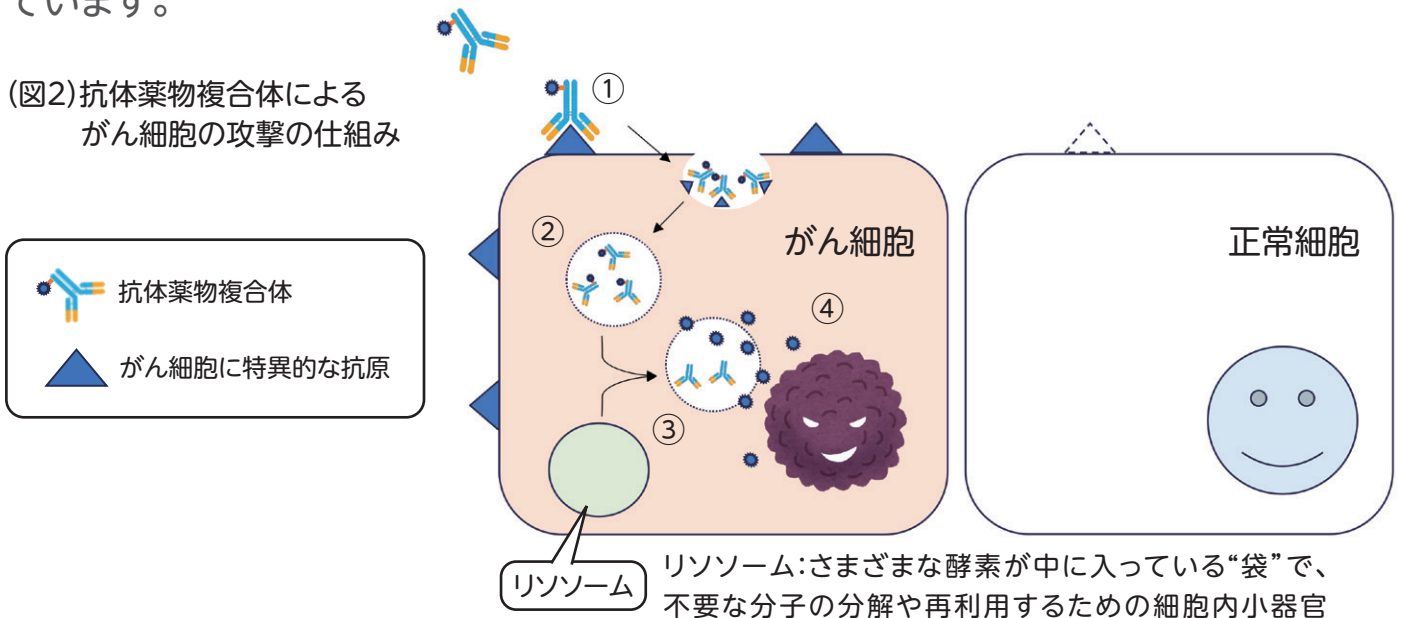 ています。
(図2)抗体薬物複合体による
がん細胞の攻撃の仕組み
①
②
がん細胞
正常細胞
抗体薬物複合体
④
がん細胞に特異的な抗原
③
リソソーム
リソソーム:さまざまな酵素が中に入っている“袋”で、
不要な分子の分解や再利用するための細胞内小器官